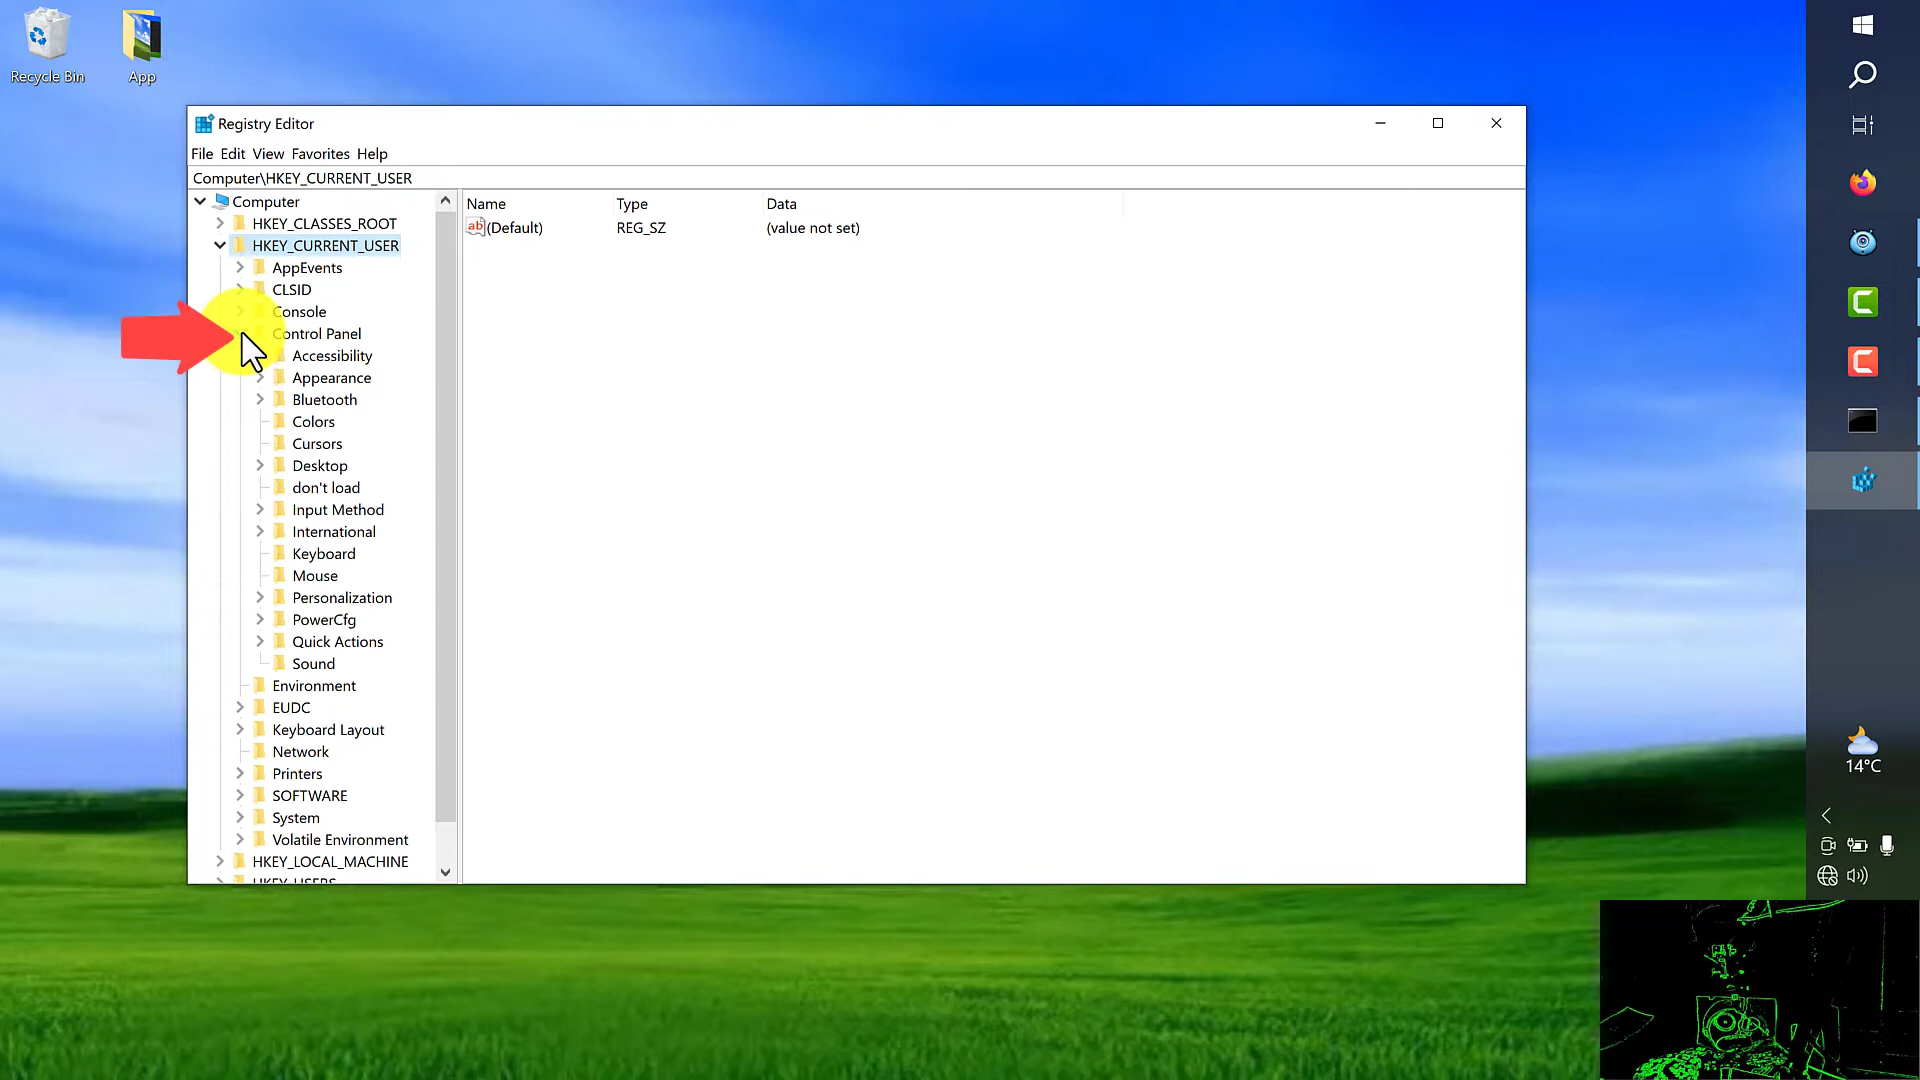 Recycle Bin
App
Registry Editor
File Edit View Favorites Help
Computer\HKEY_CURRENT_USER
Computer
HKEY_CLASSES_ROOT
HKEY_CURRENT_USER
AppEvents
CLSID
Console
Control Panel
Accessibility
Appearance
Bluetooth
Colors
Cursors
Desktop
don't load
Input Method
International
Keyboard
Mouse
Personalization
PowerCfg
Quick Actions
Sound
Environment
EUDC
Keyboard Layout
Network
Printers
SOFTWARE
System
Volatile Environment
HKEY_LOCAL_MACHINE
HKEY_USERS
Name Type Data
ab (Default) REG_SZ (value not set)
14°C